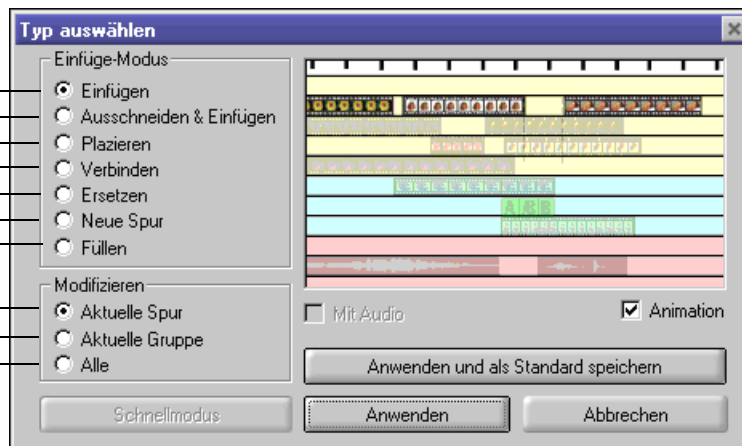 Typ auswählen
Einfüge-Modus
Einfügen
Ausschneiden & Einfügen
Plazieren
Verbinden
Ersetzen
Neue Spur
Füllen
A/B B
Modifizieren
Aktuelle Spur
Aktuelle Gruppe
Alle
Mit Audio
Animation
Anwenden und als Standard speichern
Schnellmodus
Anwenden
Abbrechen